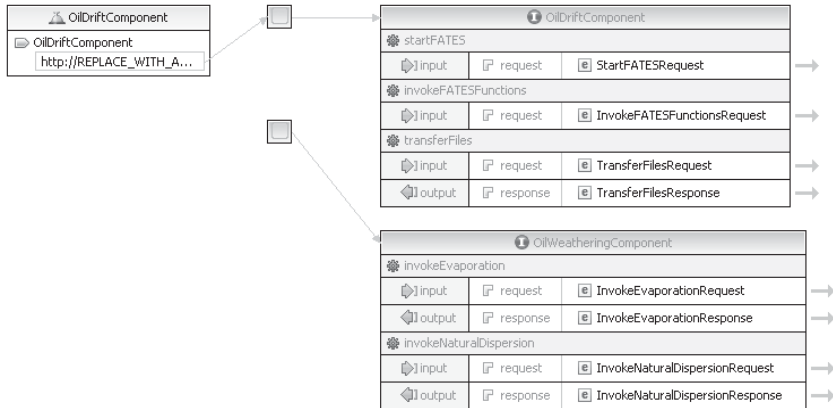 OilDriftComponent
OilDriftComponent
http://REPLACE_WITH_A...
OilDriftComponent
startFATES
input request StartFATESRequest
invokeFATESFunctions
input request InvokeFATESFunctionsRequest
transferFiles
input request TransferFilesRequest
output response TransferFilesResponse
OilWeatheringComponent
invokeEvaporation
input request InvokeEvaporationRequest
output response InvokeEvaporationResponse
invokeNaturalDispersion
input request InvokeNaturalDispersionRequest
output response InvokeNaturalDispersionResponse